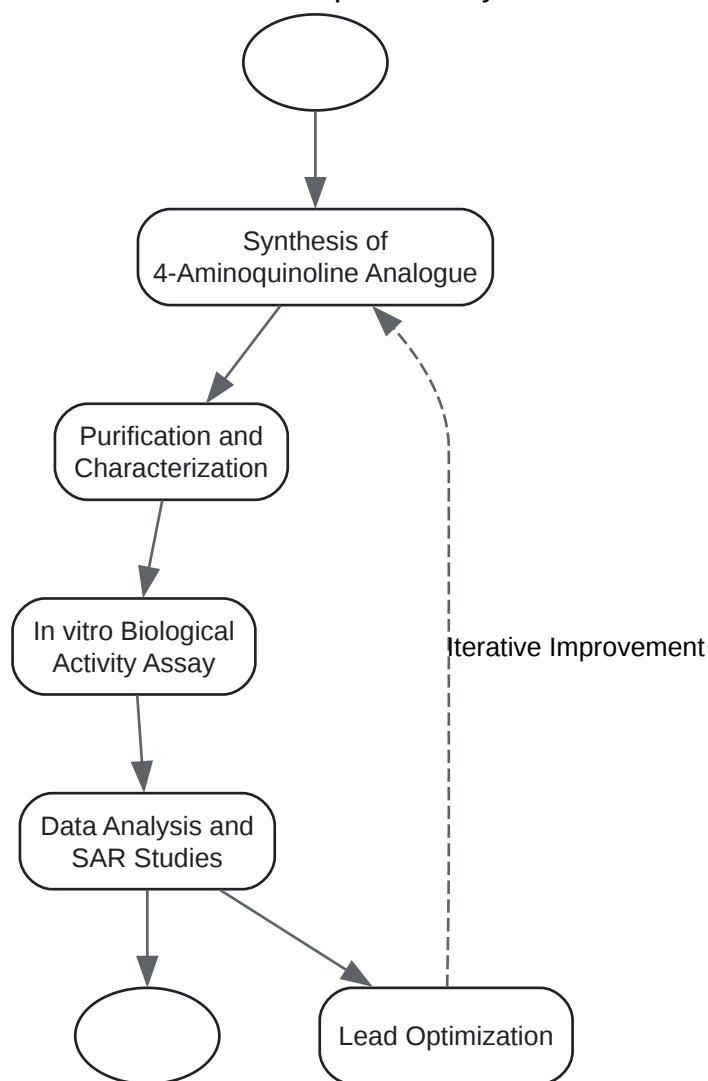 Synthesis of
4-Aminoquinoline Analogue
Purification and
Characterization
In vitro Biological
Activity Assay
Iterative Improvement
Data Analysis and
SAR Studies
Lead Optimization